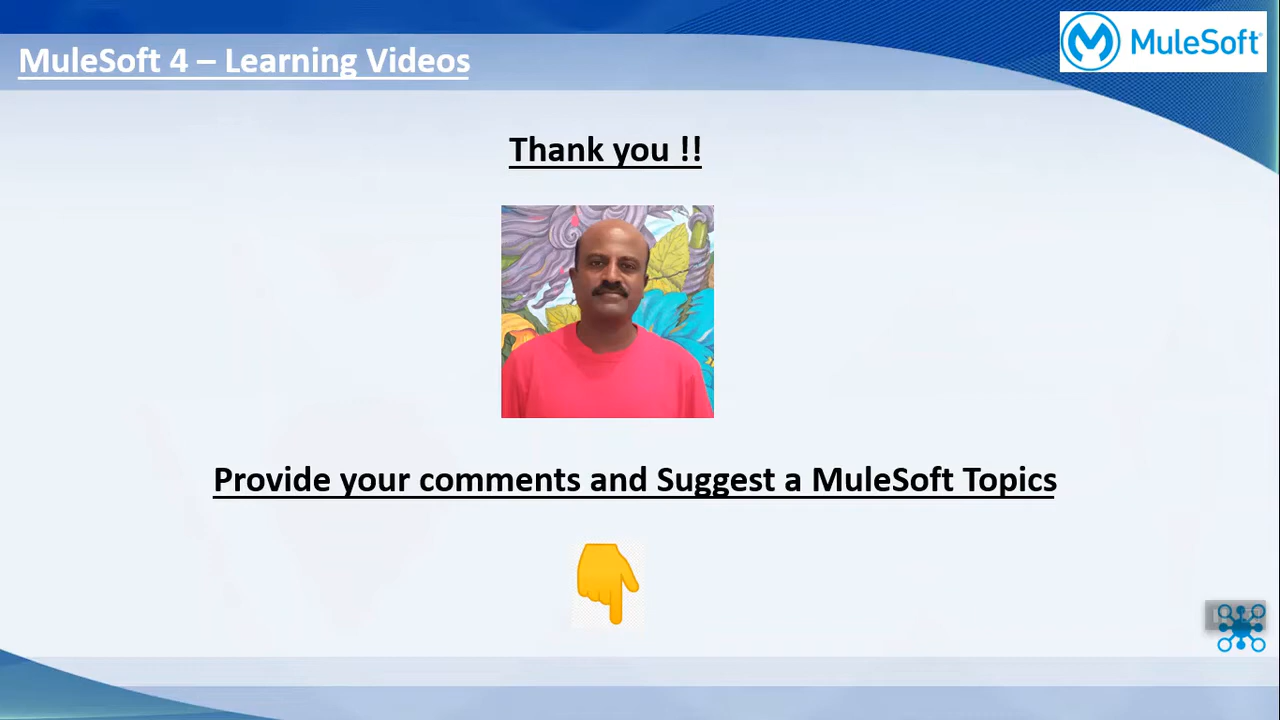 MuleSoft 4 – Learning Videos
MuleSoft
Thank you !!
Provide your comments and Suggest a MuleSoft Topics